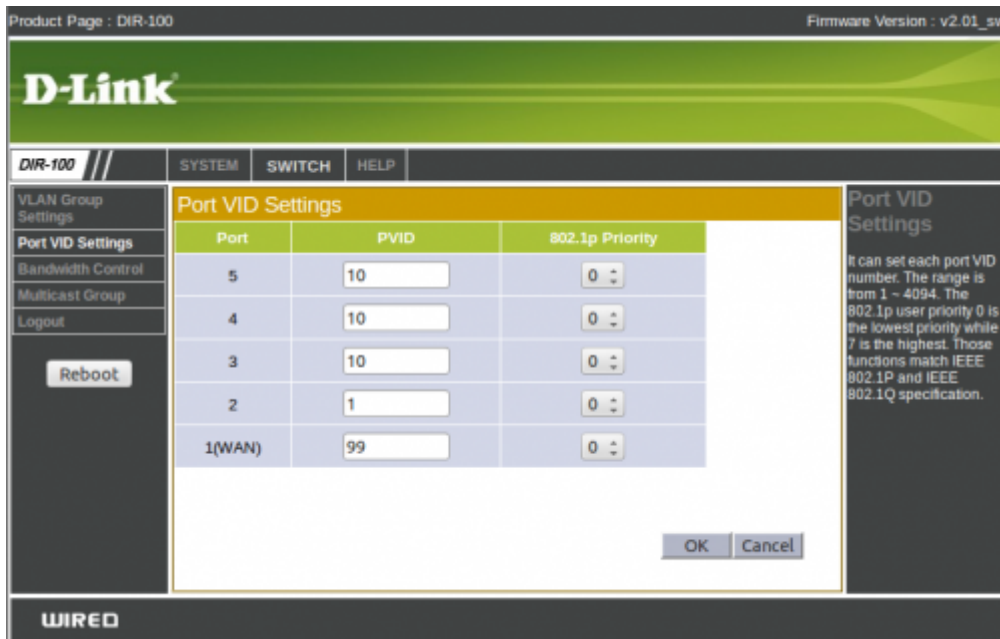 Product Page : DIR-100
Firmware Version : v2.01_sw
D-Link
DIR-100
SYSTEM
SWITCH
HELP
VLAN Group
Settings
Port VID Settings
Bandwidth Control
Multicast Group
Logout
Reboot
Port VID Settings
Port PVID 802.1p Priority
5 10 0
4 10 0
3 10 0
2 1 0
1(WAN) 99 0
OK Cancel
Port VID
Settings
It can set each port VID
number. The range is
from 1 ~ 4094. The
802.1p user priority 0 is
the lowest priority while
7 is the highest. Those
functions match IEEE
802.1P and IEEE
802.1Q specification.
WIRED